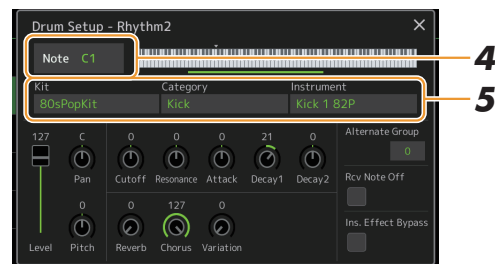 Drum Setup - Rhythm2 ×
Note C1
4
Kit Category Instrument
80sPopKit Kick Kick 1 82P
5
127 C 0 0 0 21 0 Alternate Group
0
Pan Cutoff Resonance Attack Decay1 Decay2
Rcv Note Off
0 0 127 0
Ins. Effect Bypass
Level Pitch Reverb Chorus Variation